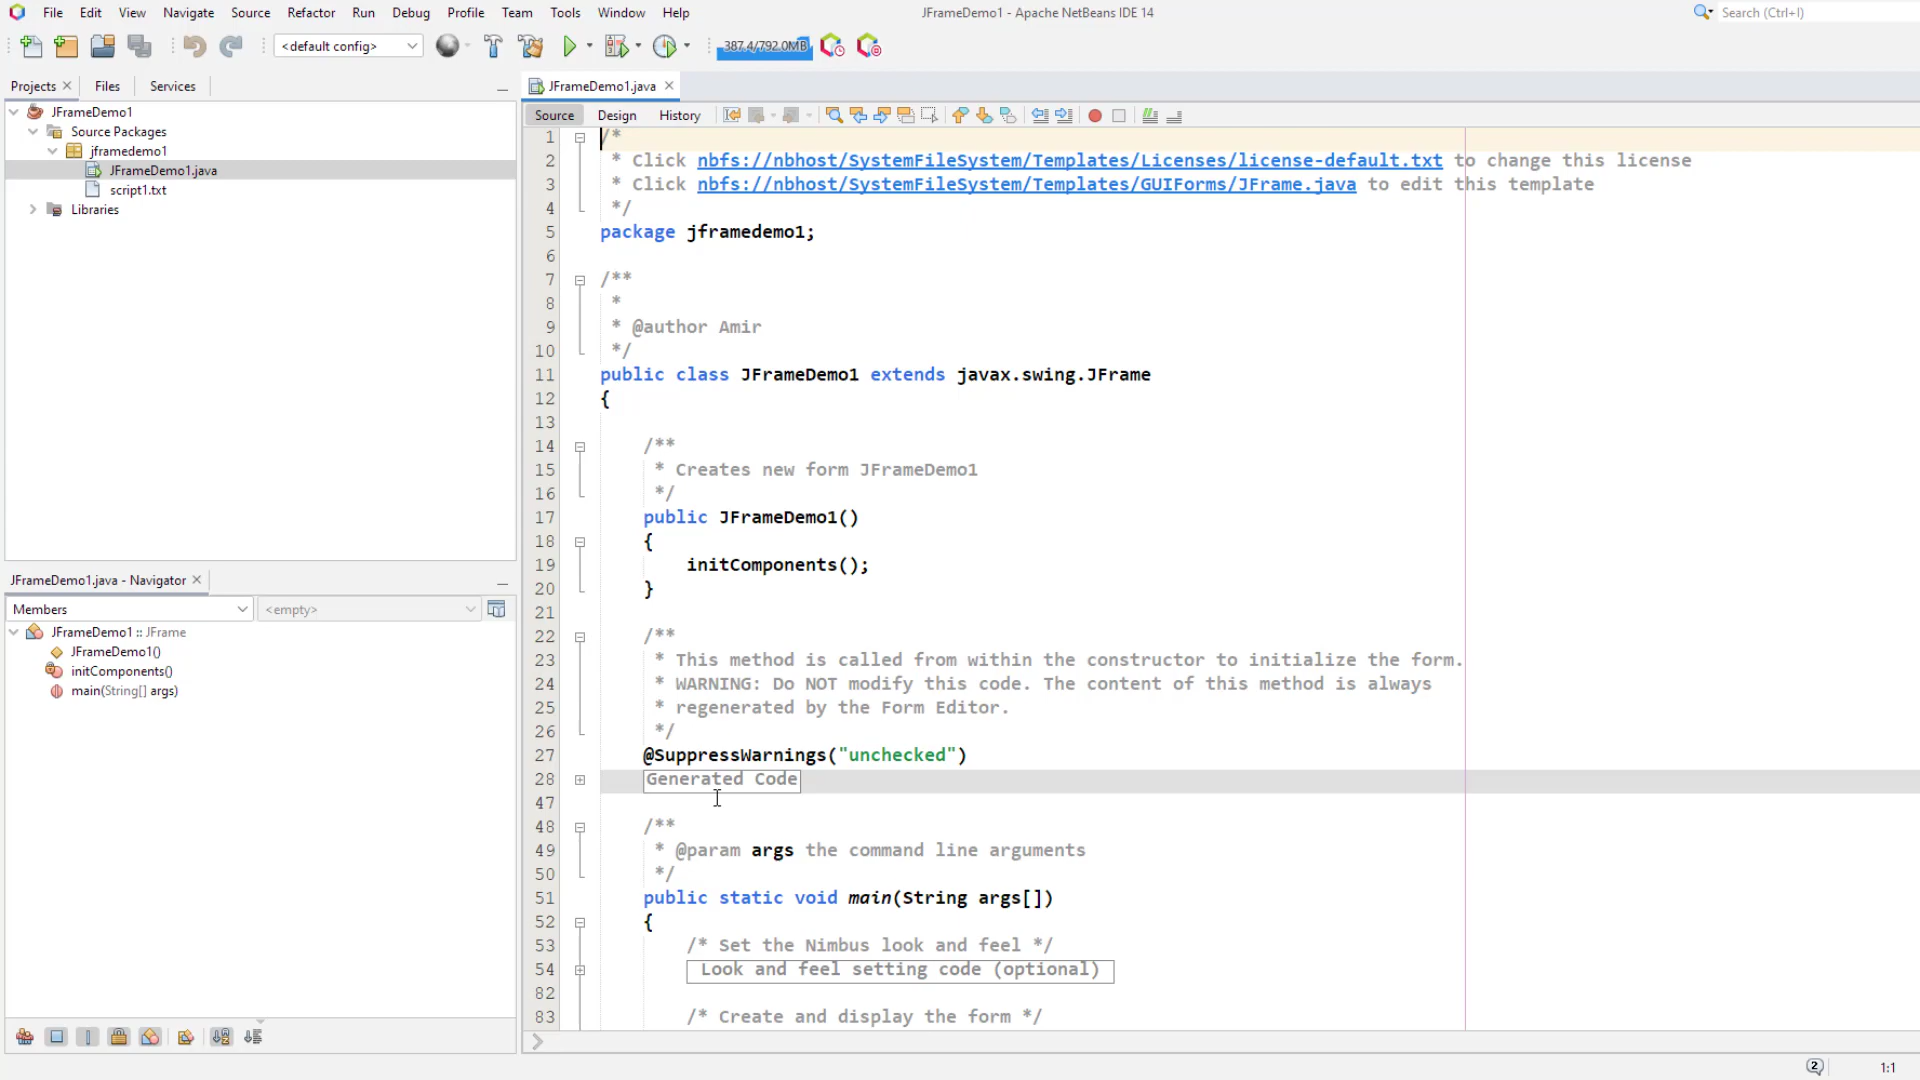 File Edit View Navigate Source Refactor Run Debug Profile Team Tools Window Help
JFrameDemo1 - Apache NetBeans IDE 14
Search (Ctrl+I)
<default config>
387.4/792.0MB
Projects Files Services
JFrameDemo1.java
JFrameDemo1
Source Packages
jframedemo1
JFrameDemo1.java
script1.txt
Libraries
Source Design History
1 /*
2 * Click nbfs://nbhost/SystemFileSystem/Templates/Licenses/license-default.txt to change this license
3 * Click nbfs://nbhost/SystemFileSystem/Templates/GUIForms/JFrame.java to edit this template
4 */
5 package jframedemo1;
6
7 /**
8 *
9 * @author Amir
10 */
11 public class JFrameDemo1 extends javax.swing.JFrame
12 {
13
14 /**
15 * Creates new form JFrameDemo1
16 */
17 public JFrameDemo1()
18 {
19 initComponents();
20 }
21
22 /**
23 * This method is called from within the constructor to initialize the form.
24 * WARNING: Do NOT modify this code. The content of this method is always
25 * regenerated by the Form Editor.
26 */
27 @SuppressWarnings("unchecked")
28 Generated Code
47
48 /**
49 * @param args the command line arguments
50 */
51 public static void main(String args[])
52 {
53 /* Set the Nimbus look and feel */
54 Look and feel setting code (optional)
82
83 /* Create and display the form */
JFrameDemo1.java - Navigator
Members
<empty>
JFrameDemo1 :: JFrame
JFrameDemo1()
initComponents()
main(String[] args)
2
1:1